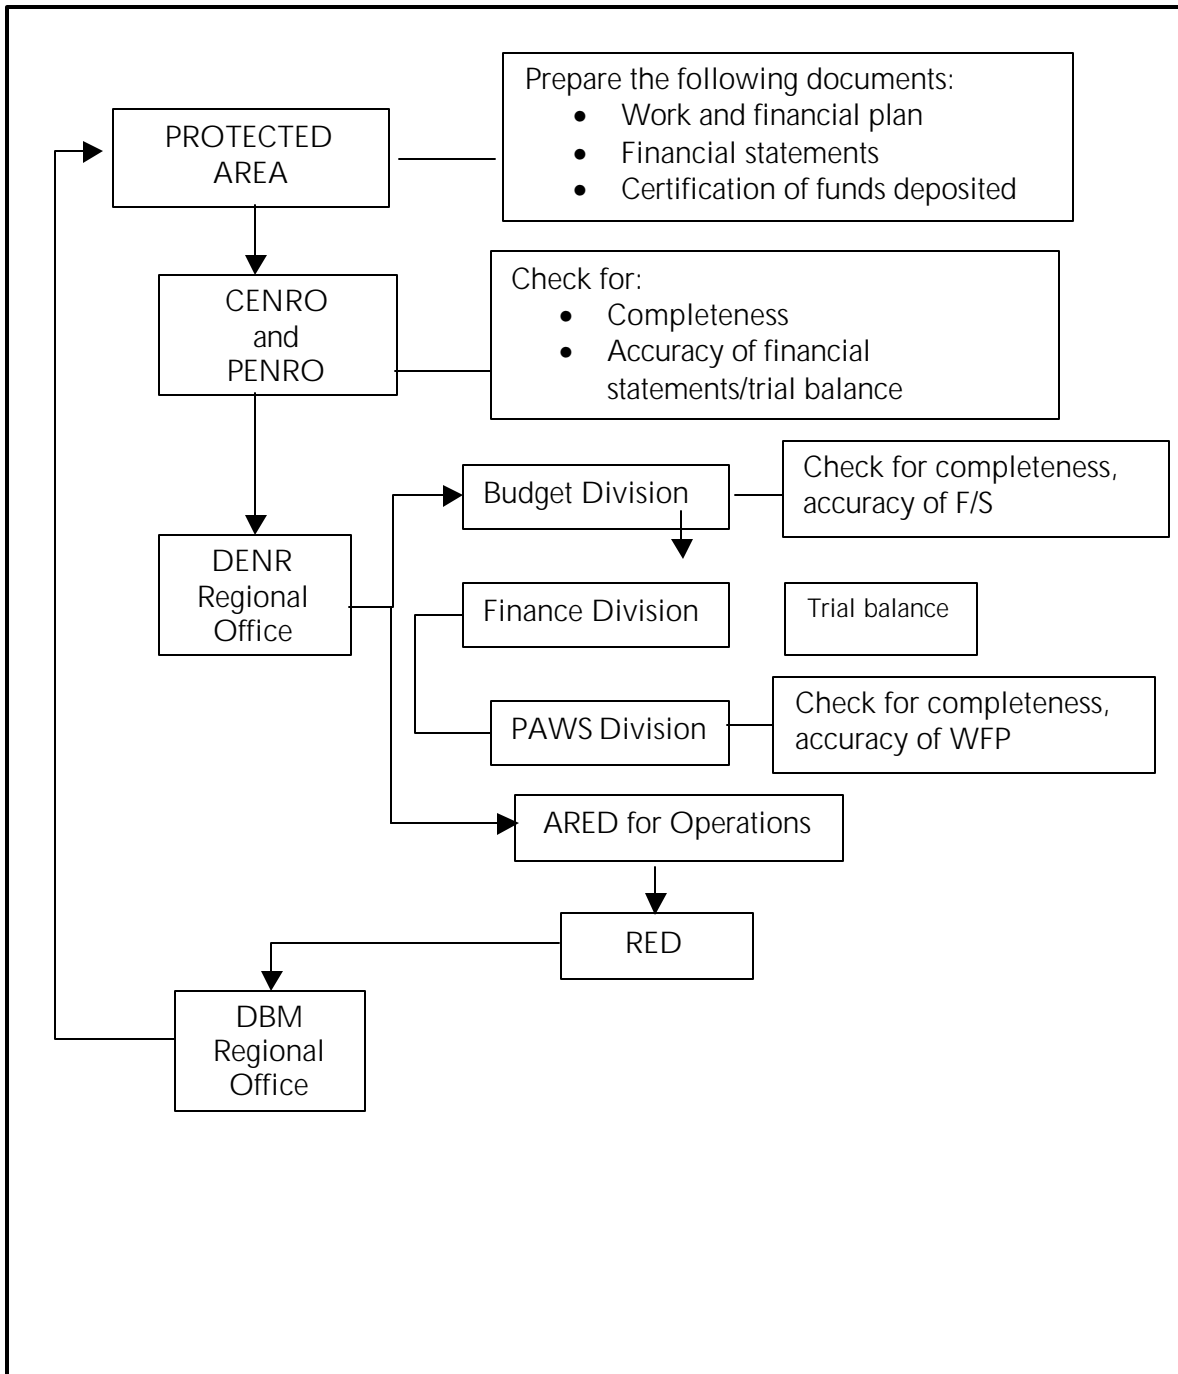 Prepare the following documents:
• Work and financial plan
• Financial statements
• Certification of funds deposited
PROTECTED
AREA
CENRO
and
PENRO
Check for:
• Completeness
• Accuracy of financial
statements/trial balance
Budget Division
Check for completeness,
accuracy of F/S
DENR
Regional
Office
Finance Division
Trial balance
PAWS Division
Check for completeness,
accuracy of WFP
ARED for Operations
RED
DBM
Regional
Office